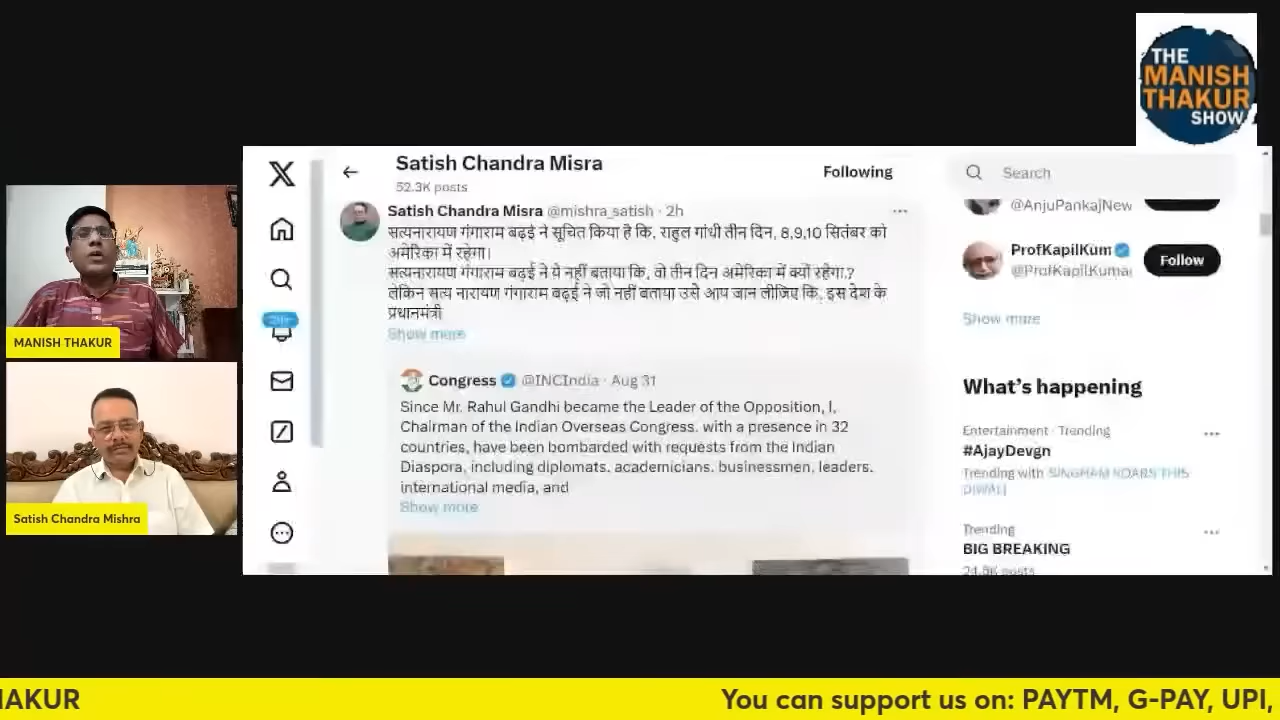 THE
MANISH
THAKUR
SHOW
Satish Chandra Misra
52.3K posts
Following
Search
Satish Chandra Misra @mishra_satish · 2h
सत्यनारायण गंगाराम बढ़ई ने सूचित किया है कि, राहुल गांधी तीन दिन, 8,9,10 सितंबर को
अमेरिका में रहेगा।
सत्यनारायण गंगाराम बढ़ई ने ये नहीं बताया कि, वो तीन दिन अमेरिका में क्यों रहेगा.?
लेकिन सत्य नारायण गंगाराम बढ़ई ने जो नहीं बताया उसे आप जान लीजिए कि, इस देश के
प्रधानमंत्री
Show more
Congress @INCIndia · Aug 31
Since Mr. Rahul Gandhi became the Leader of the Opposition, I,
Chairman of the Indian Overseas Congress, with a presence in 32
countries, have been bombarded with requests from the Indian
Diaspora, including diplomats, academicians, businessmen, leaders,
international media, and
Show more
@AnjuPankajNew
ProfKapilKum
@ProfKapilKumar
Follow
Show more
What's happening
Entertainment · Trending
#AjayDevgn
Trending with SINGHAM ROARS THIS
DIWALI
Trending
BIG BREAKING
24.8K posts
MANISH THAKUR
Satish Chandra Mishra
You can support us on: PAYTM, G-PAY, UPI,